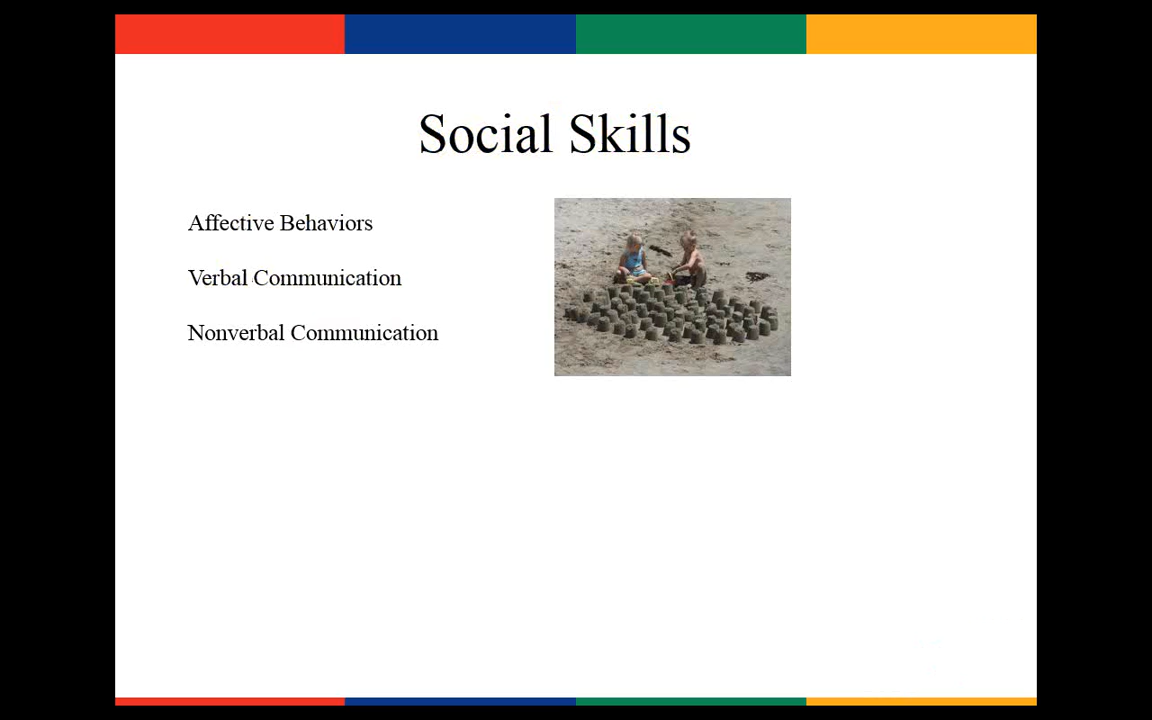 Social Skills
Affective Behaviors
Verbal Communication
Nonverbal Communication